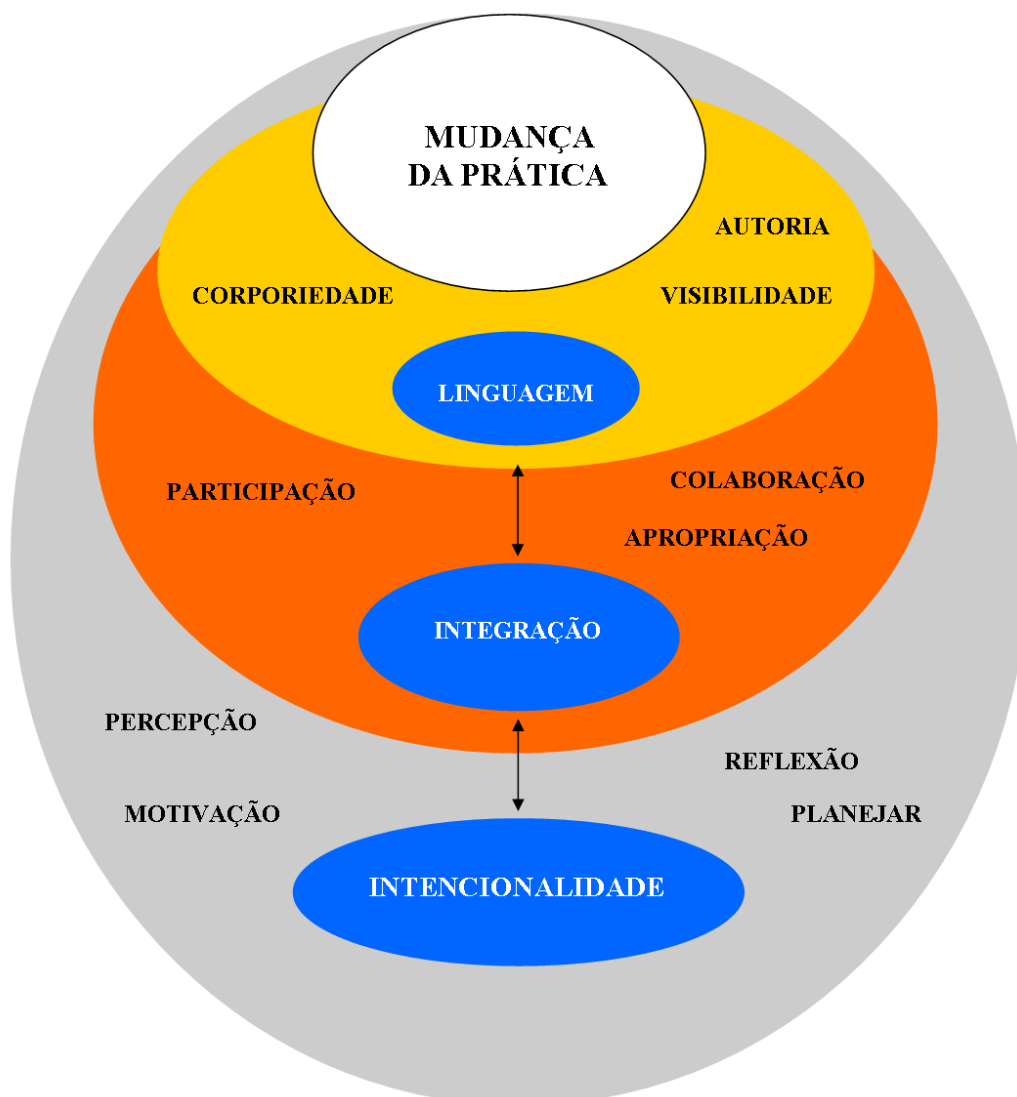 MUDANÇA
DA PRÁTICA
AUTORIA
CORPORIEDADE
VISIBILIDADE
LINGUAGEM
PARTICIPAÇÃO
COLABORAÇÃO
APROPRIAÇÃO
INTEGRAÇÃO
PERCEPÇÃO
REFLEXÃO
MOTIVAÇÃO
PLANEJAR
INTENCIONALIDADE